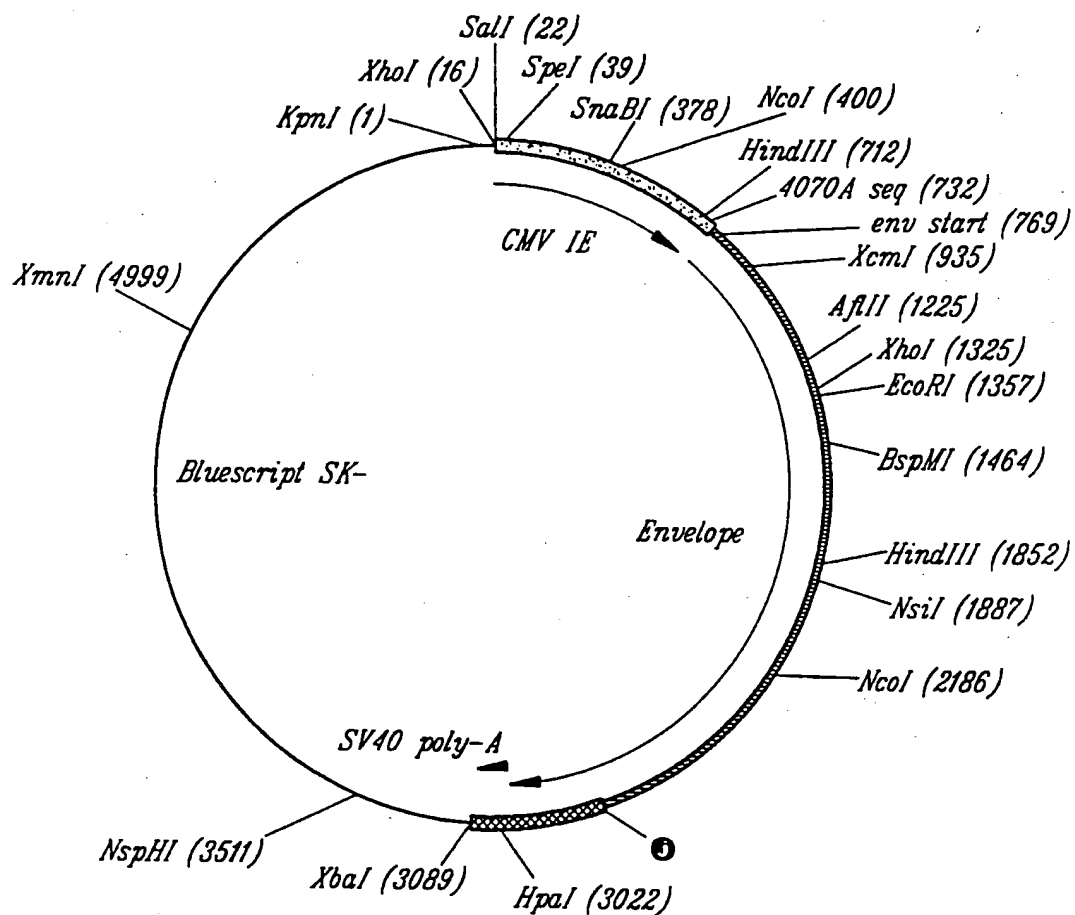 SalI (22)
XhoI (16)
SpeI (39)
KpnI (1)
SnaBI (378)
NcoI (400)
HindIII (712)
4070A seq (732)
env start (769)
CMV IE
XcmI (935)
XmnI (4999)
AflII (1225)
XhoI (1325)
EcoRI (1357)
Bluescript SK-
BspMI (1464)
Envelope
HindIII (1852)
NsiI (1887)
NcoI (2186)
SV40 poly-A
NspHI (3511)
j
XbaI (3089)
HpaI (3022)